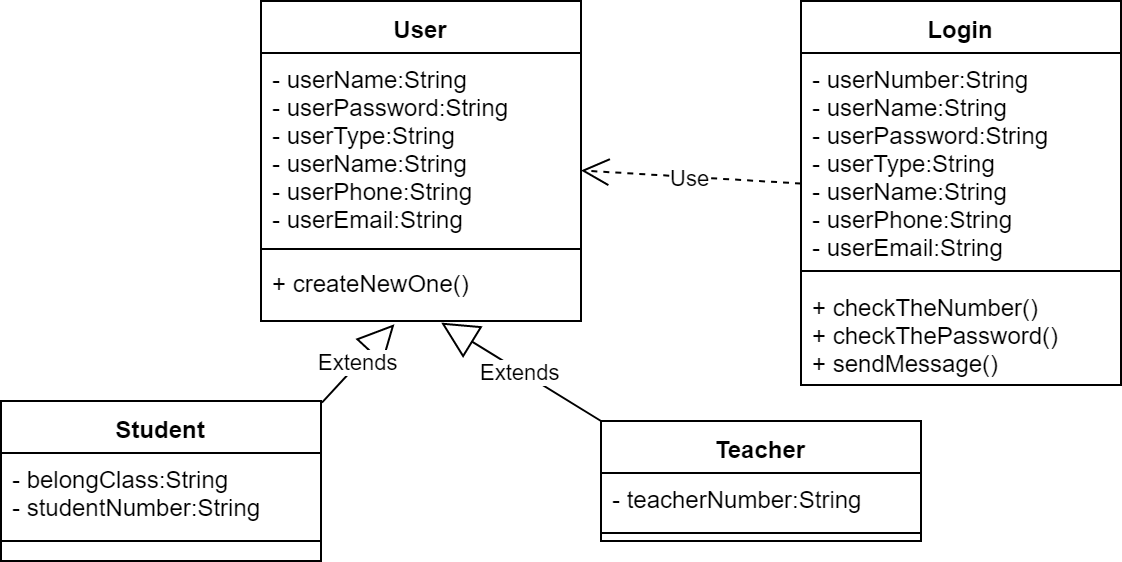 User
- userName:String
- userPassword:String
- userType:String
- userName:String
- userPhone:String
- userEmail:String
+ createNewOne()
Use
Login
- userNumber:String
- userName:String
- userPassword:String
- userType:String
- userName:String
- userPhone:String
- userEmail:String
+ checkTheNumber()
+ checkThePassword()
+ sendMessage()
Extends
Extends
Student
- belongClass:String
- studentNumber:String
Teacher
- teacherNumber:String